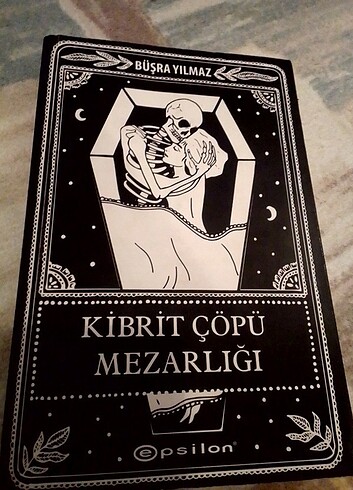 BÜŞRA YILMAZ
KİBRİT ÇÖPÜ
MEZARLIĞI
epsilon®